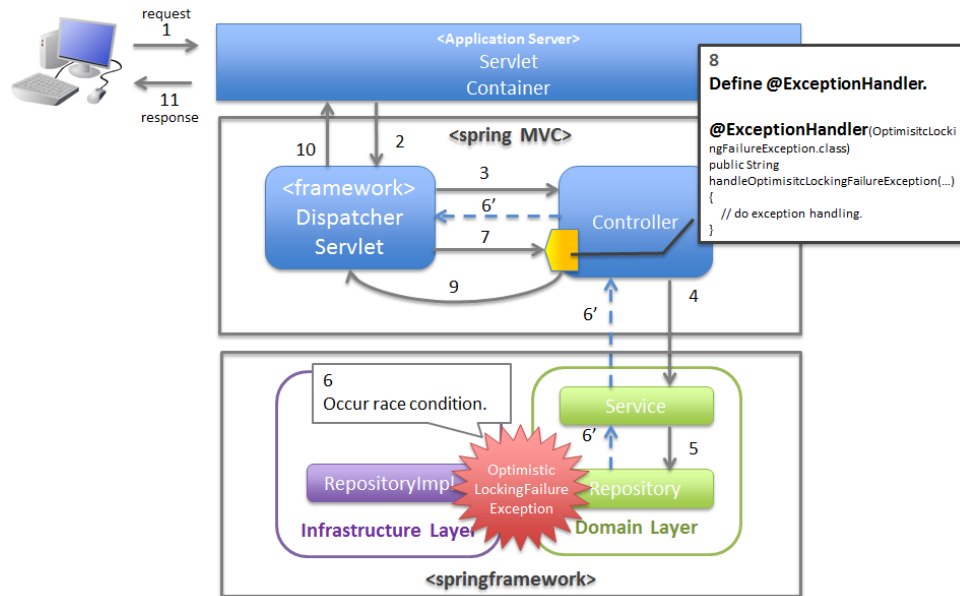 request
1
11
response
<Application Server>
Servlet
Container
8
Define @ExceptionHandler.
@ExceptionHandler(OptimisitcLocki
ngFailureException.class)
public String
handleOptimisitcLockingFailureException(...)
{
// do exception handling.
}
10
2
<spring MVC>
<framework>
Dispatcher
Servlet
3
6'
7
Controller
9
4
6'
6
Occur race condition.
Service
6'
5
RepositoryImpl
Optimistic
LockingFailure
Exception
Repository
Infrastructure Layer
Domain Layer
<springframework>